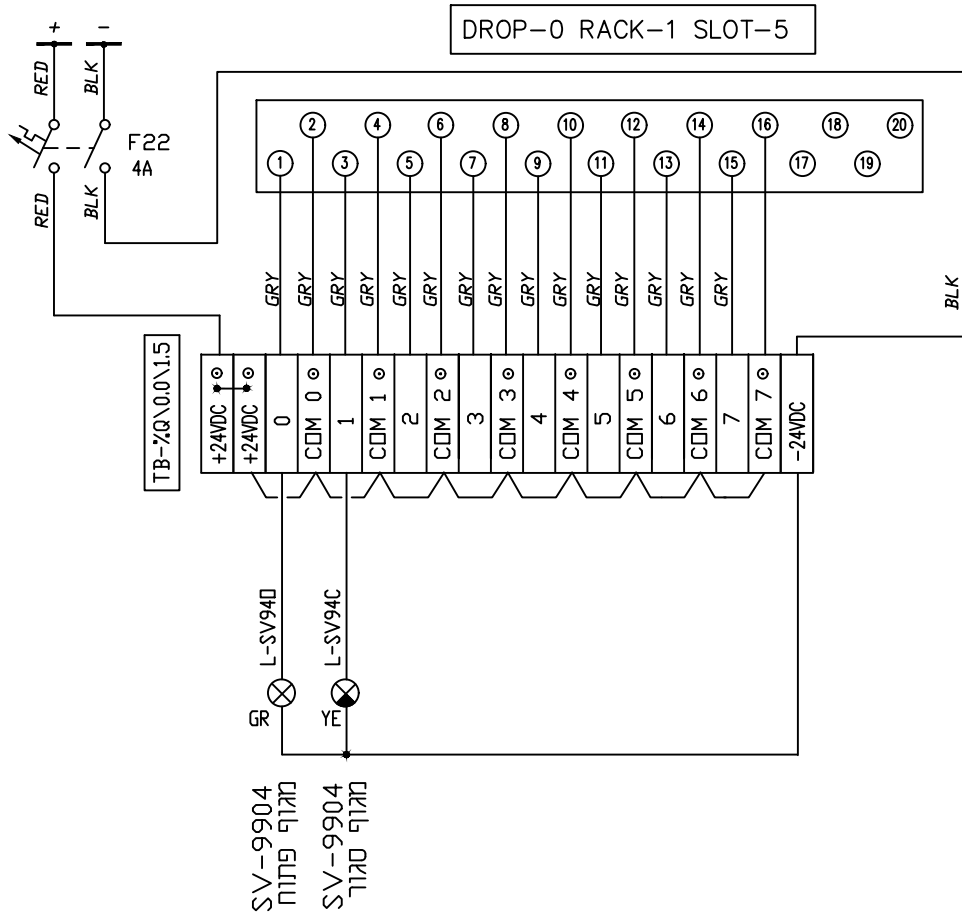 DROP-0 RACK-1 SLOT-5
+ -
RED BLK
F22
4A
RED BLK
2 4 6 8 10 12 14 16 18 20
1 3 5 7 9 11 13 15 17 19
GRY GRY GRY GRY GRY GRY GRY GRY GRY GRY GRY GRY GRY GRY GRY
BLK
TB-%Q\0.0\1.5
+24VDC
+24VDC
0
COM 0
1
COM 1
2
COM 2
3
COM 3
4
COM 4
5
COM 5
6
COM 6
7
COM 7
-24VDC
L-SV94O
L-SV94C
GR
YE
SV-9904
מגוף פתוח
SV-9904
מגוף סגור